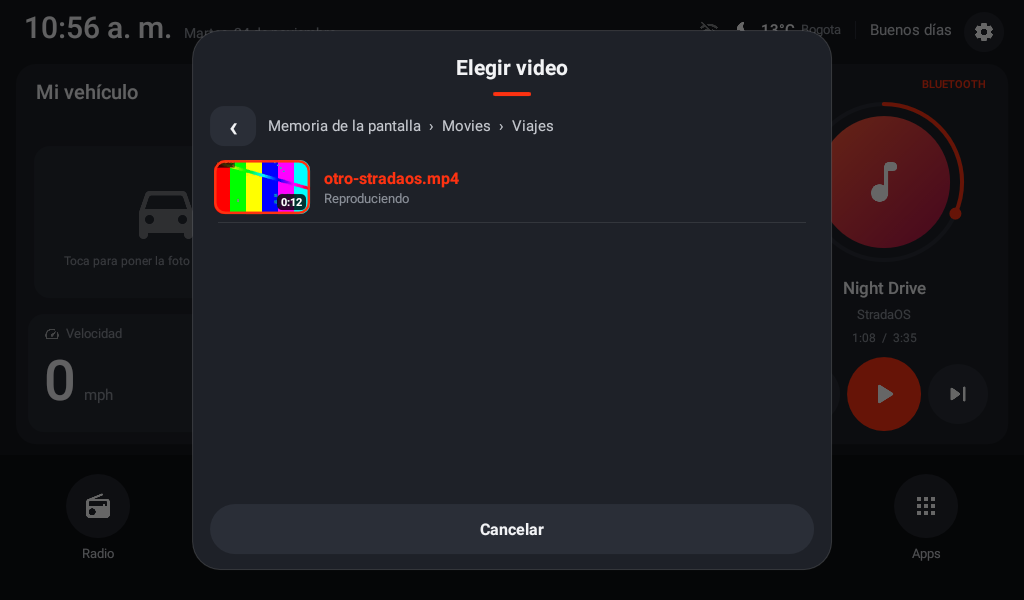 10:56 a. m.
13°C Bogota
Buenos días
Elegir video
Mi vehículo
BLUETOOTH
‹
Memoria de la pantalla › Movies › Viajes
otro-stradaos.mp4
0:12
Reproduciendo
Toca para poner la foto
Night Drive
StradaOS
1:08 / 3:35
Velocidad
0 mph
Cancelar
Radio
Apps